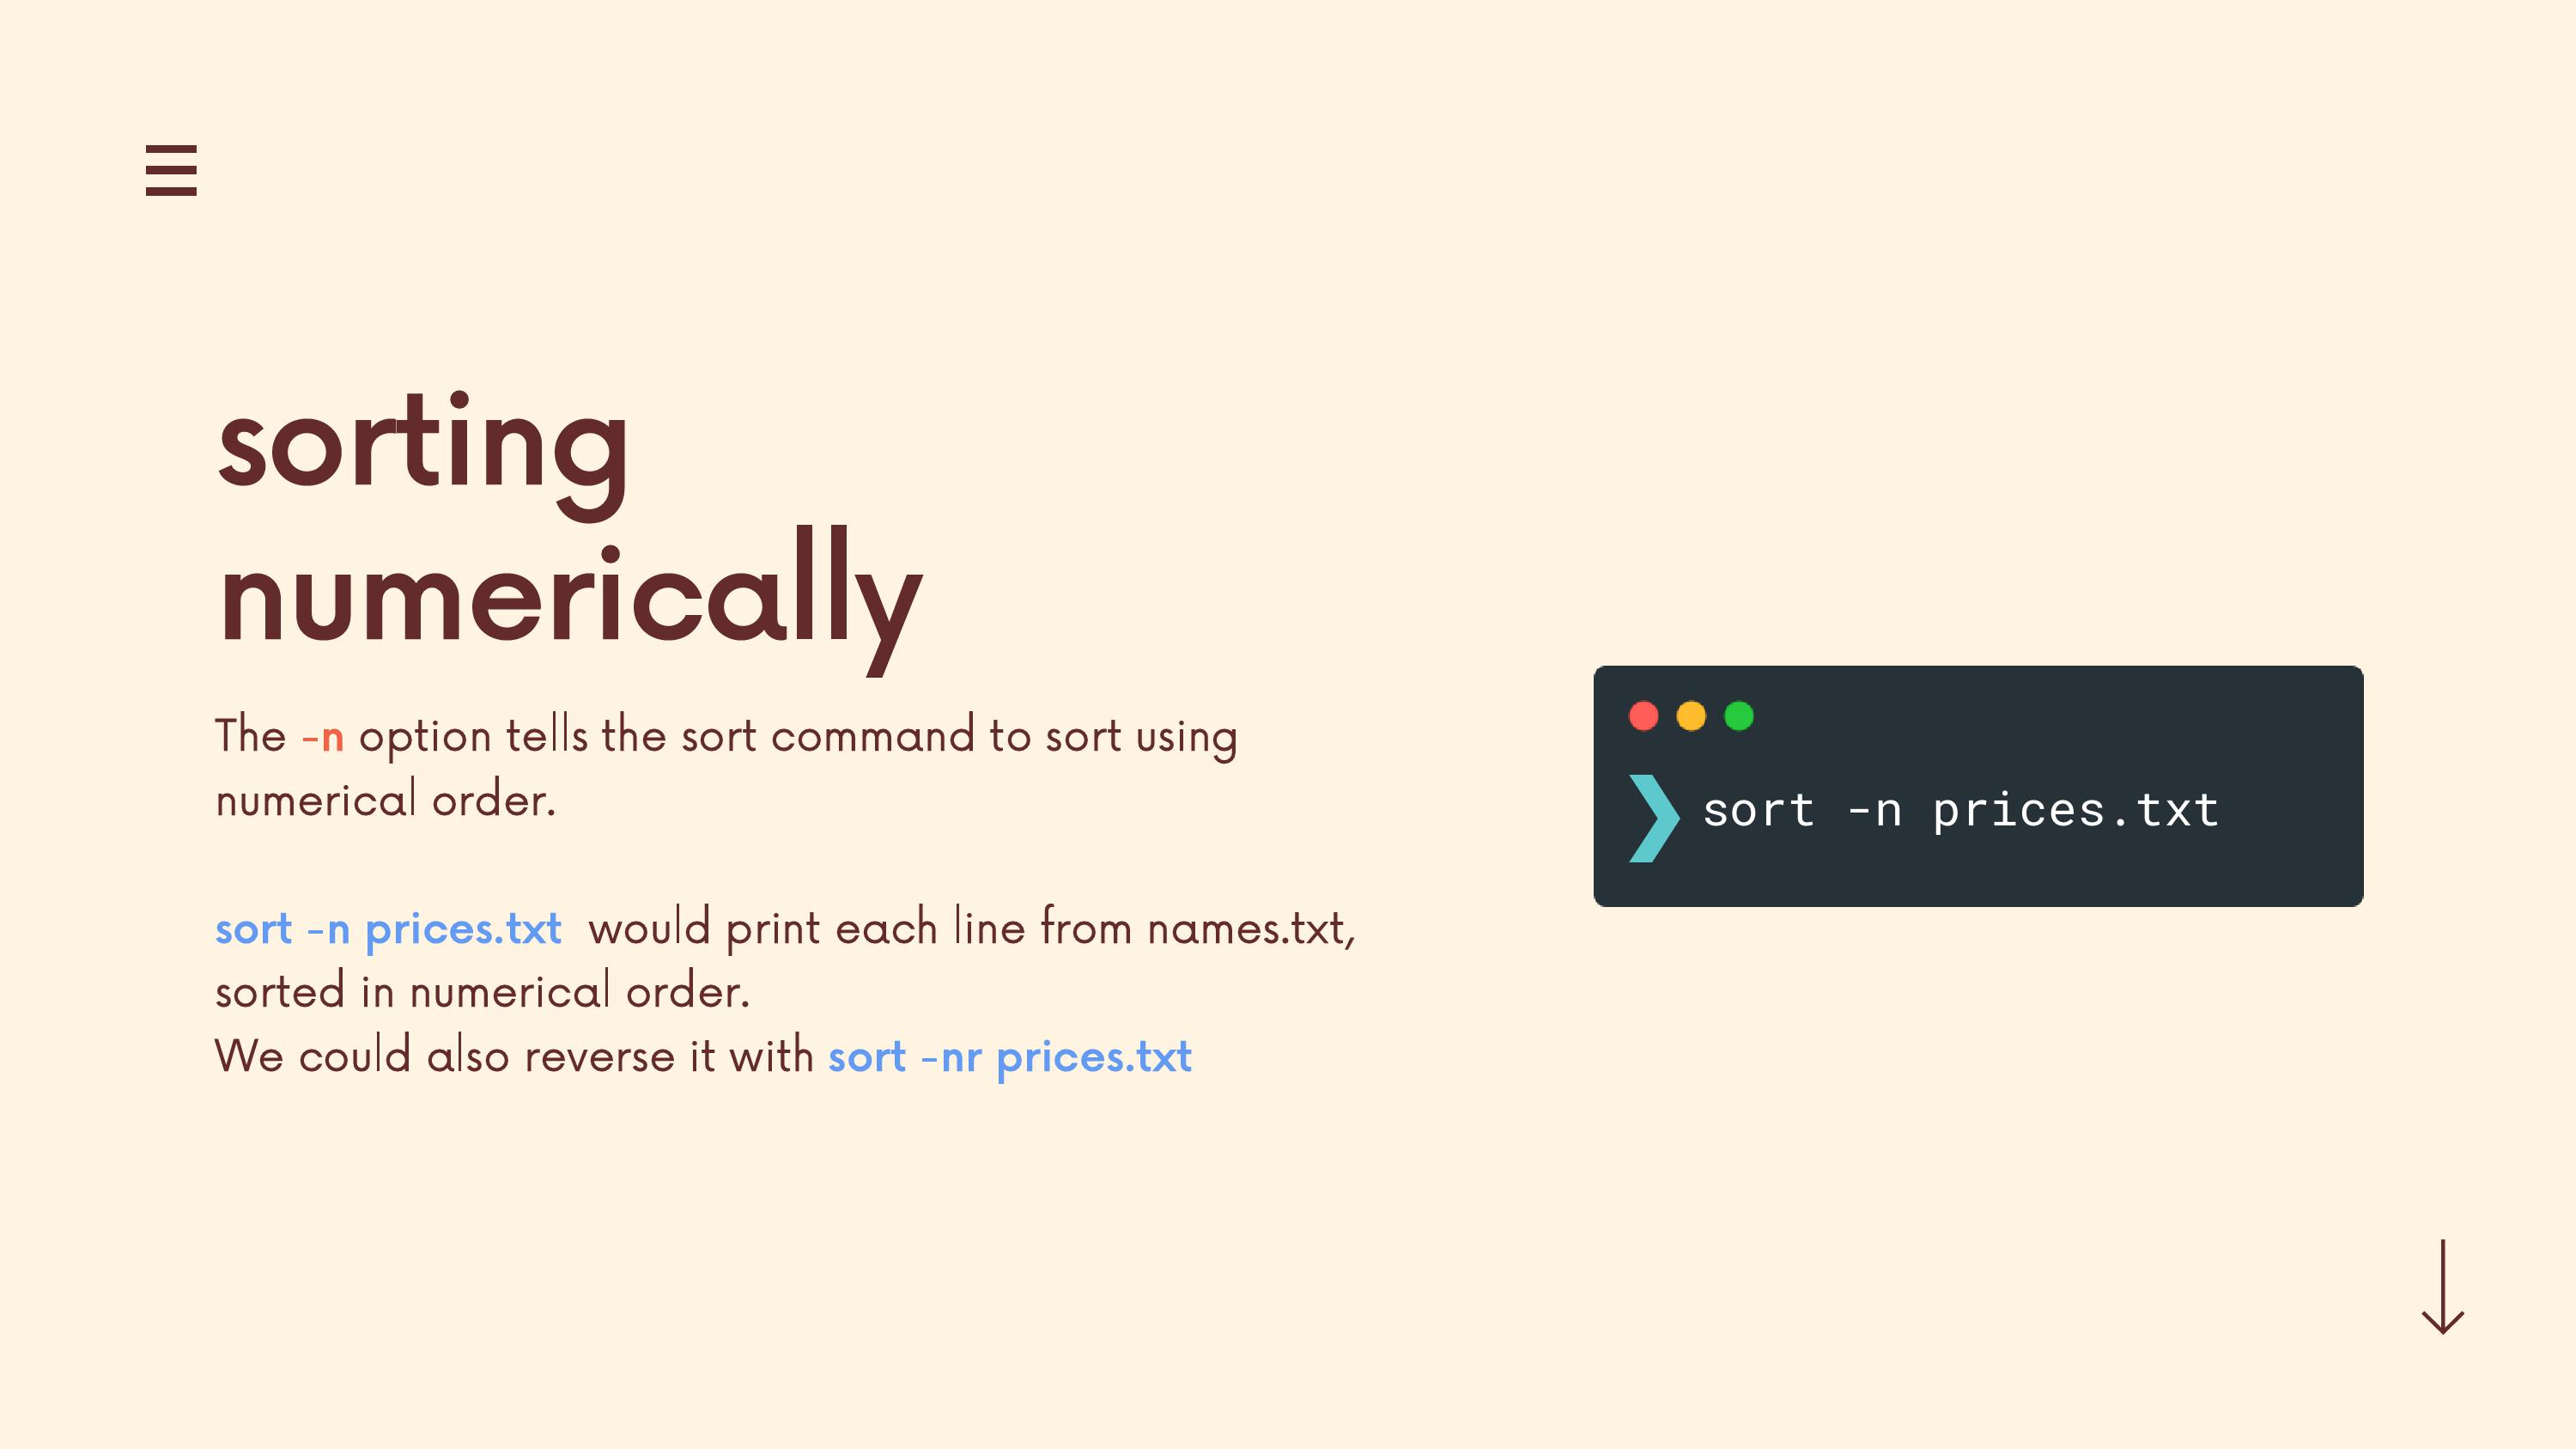 sorting
numerically
The -n option tells the sort command to sort using
numerical order.
sort -n prices.txt would print each line from names.txt,
sorted in numerical order.
We could also reverse it with sort -nr prices.txt
❯ sort -n prices.txt